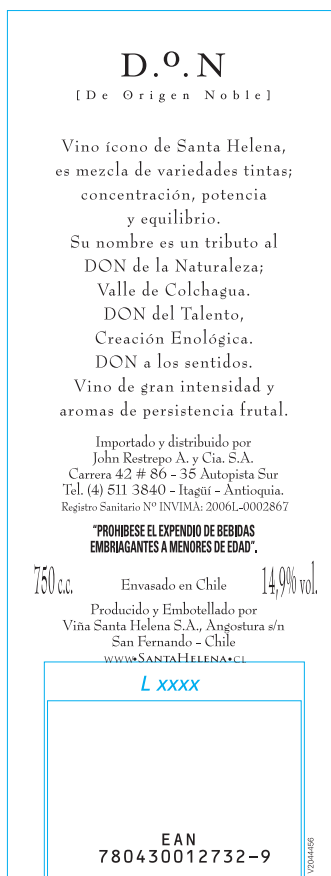 D.º.N
[De Origen Noble]
Vino ícono de Santa Helena,
es mezcla de variedades tintas;
concentración, potencia
y equilibrio.
Su nombre es un tributo al
DON de la Naturaleza;
Valle de Colchagua.
DON del Talento,
Creación Enológica.
DON a los sentidos.
Vino de gran intensidad y
aromas de persistencia frutal.
Importado y distribuido por
John Restrepo A. y Cia. S.A.
Carrera 42 # 86 - 35 Autopista Sur
Tel. (4) 511 3840 - Itagüí - Antioquia.
Registro Sanitario Nº INVIMA: 2006L-0002867
"PROHIBESE EL EXPENDIO DE BEBIDAS
EMBRIAGANTES A MENORES DE EDAD".
750 c.c. Envasado en Chile 14,9% vol.
Producido y Embotellado por
Viña Santa Helena S.A., Angostura s/n
San Fernando - Chile
www•SantaHelena•cl
L xxxx
EAN
780430012732-9
V2044456